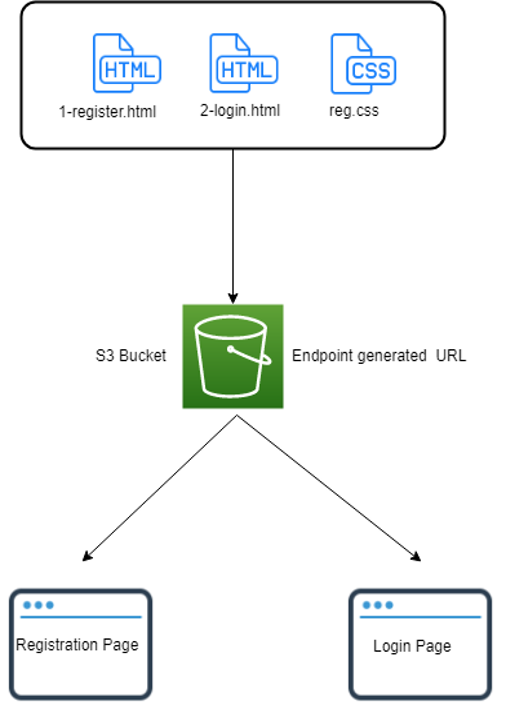 HTML
HTML
CSS
1-register.html
2-login.html
reg.css
S3 Bucket
Endpoint generated  URL
Registration Page
Login Page